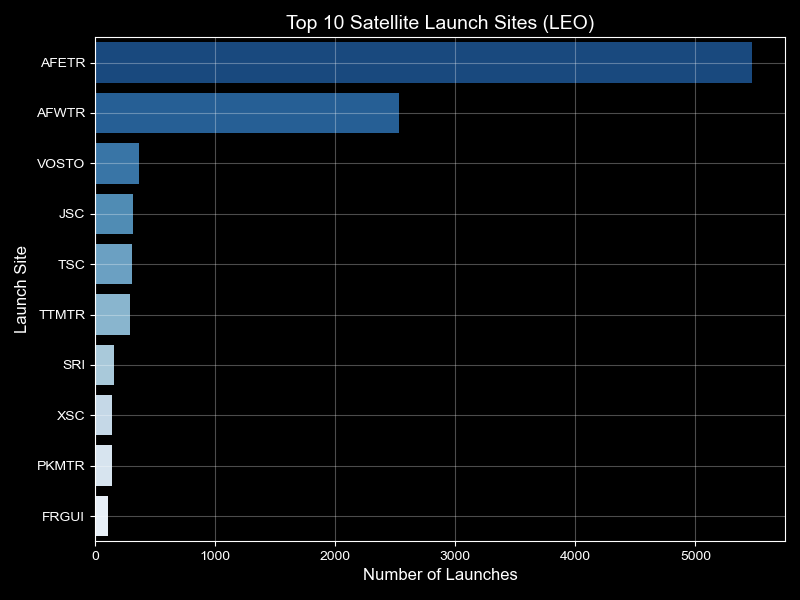 Top 10 Satellite Launch Sites (LEO)
Launch Site
AFETR
AFWTR
VOSTO
JSC
TSC
TTMTR
SRI
XSC
PKMTR
FRGUI
0 1000 2000 3000 4000 5000
Number of Launches